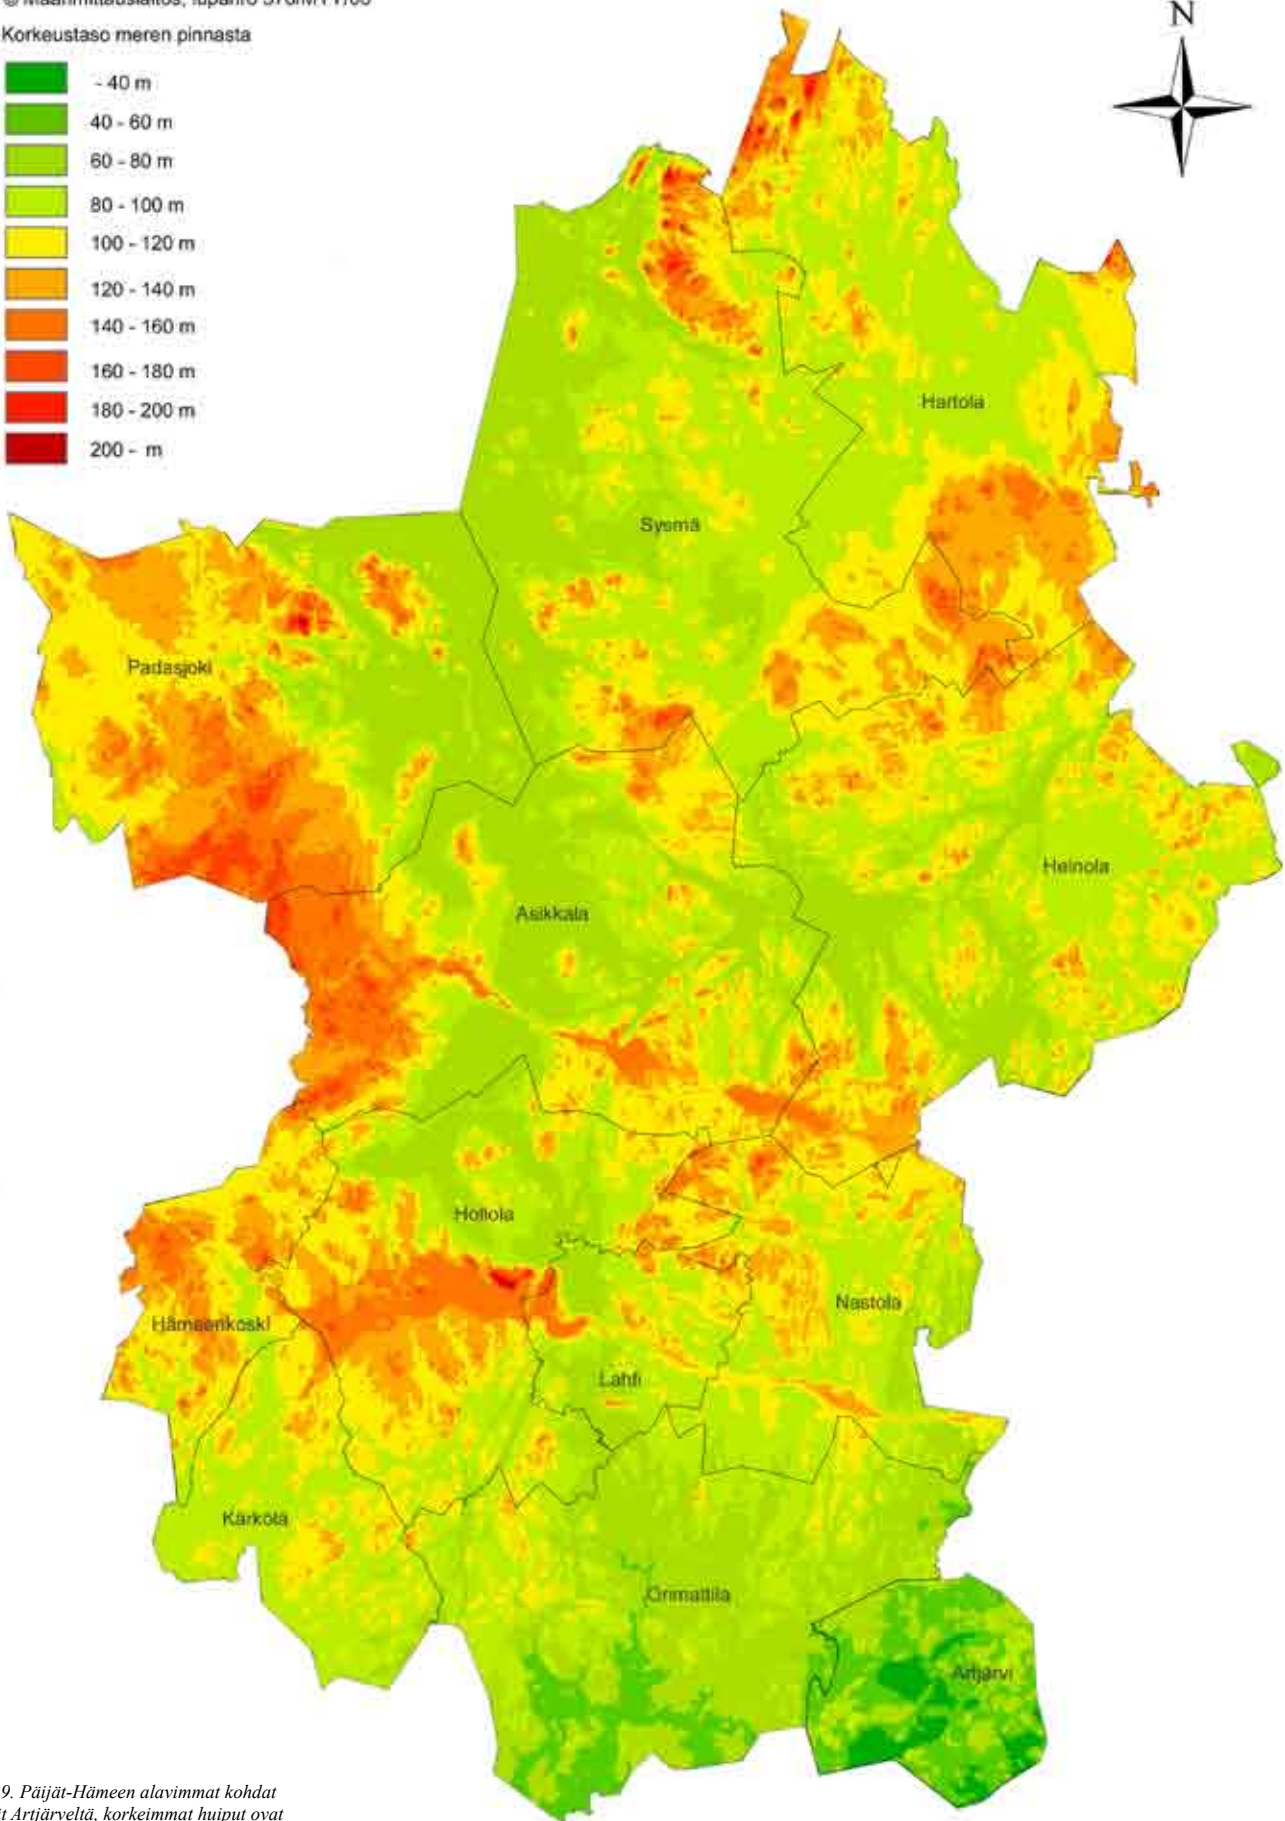 © Maanmittauslaitos, lupanro
Korkeustaso meren pinnasta
N
- 40 m
40 - 60 m
60 - 80 m
80 - 100 m
100 - 120 m
120 - 140 m
140 - 160 m
160 - 180 m
180 - 200 m
200 - m
Hartola
Sysmä
Padasjoki
Heinola
Asikkala
Hollola
Nastola
Hämeenkoski
Lahti
Kärkölä
Orimattila
Artjärvi
9. Päijät-Hämeen alavimmat kohdat
Artjärveltä, korkeimmat huiput ovat